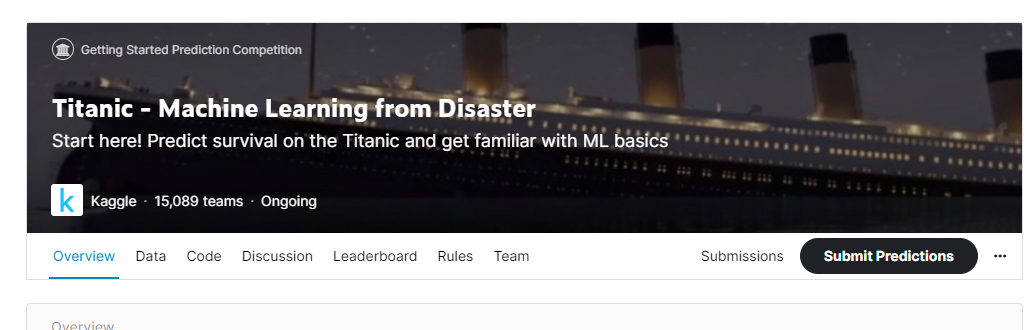 Getting Started Prediction Competition
Titanic - Machine Learning from Disaster
Start here! Predict survival on the Titanic and get familiar with ML basics
k Kaggle · 15,089 teams · Ongoing
Overview Data Code Discussion Leaderboard Rules Team Submissions Submit Predictions ···
Overview